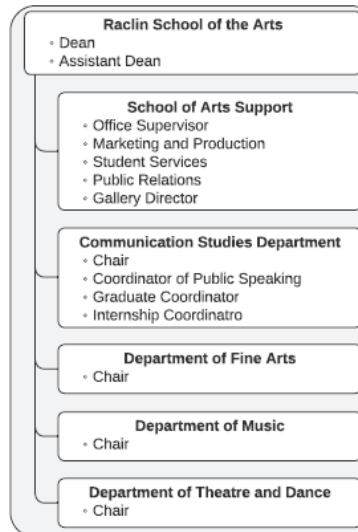 Raclin School of the Arts
◦ Dean
◦ Assistant Dean
School of Arts Support
◦ Office Supervisor
◦ Marketing and Production
◦ Student Services
◦ Public Relations
◦ Gallery Director
Communication Studies Department
◦ Chair
◦ Coordinator of Public Speaking
◦ Graduate Coordinator
◦ Internship Coordinatro
Department of Fine Arts
◦ Chair
Department of Music
◦ Chair
Department of Theatre and Dance
◦ Chair